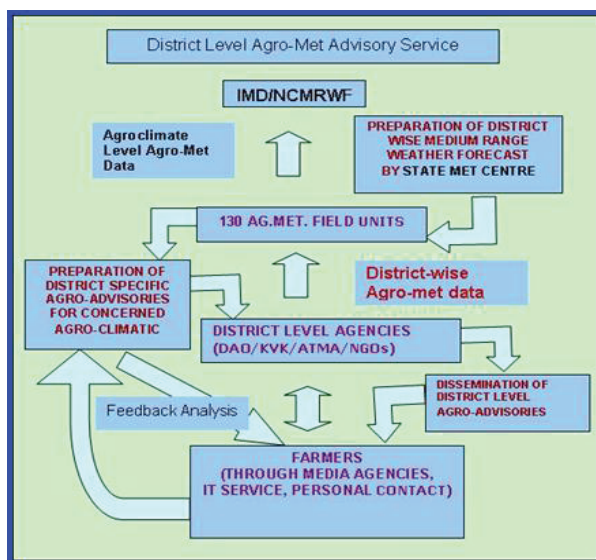 District Level Agro-Met Advisory Service
IMD/NCMRWF
Agroclimate
Level Agro-Met
Data
PREPARATION OF DISTRICT
WISE MEDIUM RANGE
WEATHER FORECAST
BY STATE MET CENTRE
130 AG.MET. FIELD UNITS
PREPARATION OF
DISTRICT SPECIFIC
AGRO-ADVISORIES
FOR CONCERNED
AGRO-CLIMATIC
District-wise
Agro-met data
DISTRICT LEVEL AGENCIES
(DAO/KVK/ATMA/NGOs)
DISSEMINATION OF
DISTRICT LEVEL
AGRO-ADVISORIES
Feedback Analysis
FARMERS
(THROUGH MEDIA AGENCIES,
IT SERVICE, PERSONAL CONTACT)